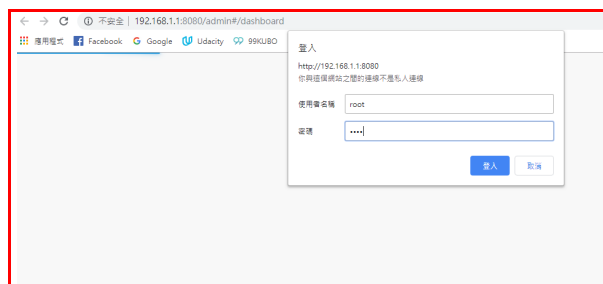 不安全 | 192.168.1.1:8080/admin#/dashboard
應用程式 Facebook Google Udacity 99KUBO
登入
http://192.168.1.1:8080
你與這個網站之間的連線不是私人連線
使用者名稱 root
密碼 ••••
登入 取消